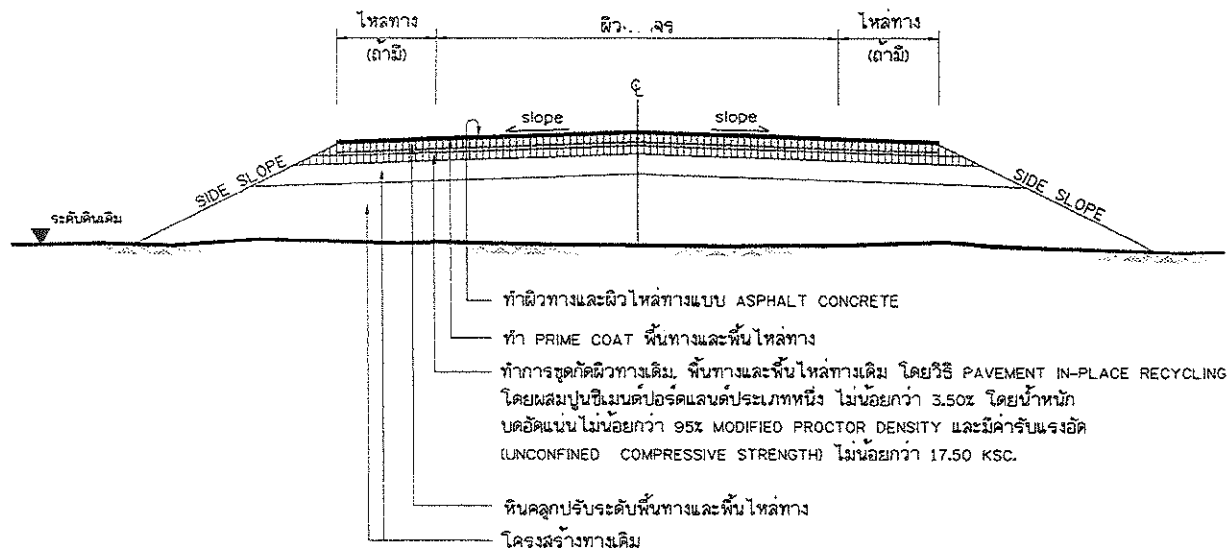 ไหล่ทาง
ไหล่ทาง
(ถ้ามี)
(ถ้ามี)
slope
slope
SIDE SLOPE
SIDE SLOPE
ระดับดินเดิม
ทำผิวทางและผิวไหล่ทางแบบ ASPHALT CONCRETE
ทำ PRIME COAT พื้นทางและพื้นไหล่ทาง
ทำการขุดกัดผิวทางเดิม, พื้นทางและพื้นไหล่ทางเดิม โดยวิธี PAVEMENT IN-PLACE RECYCLING
โดยผสมปูนซีเมนต์ปอร์ตแลนด์ประเภทหนึ่ง ไม่น้อยกว่า 3.50% โดยน้ำหนัก
บดอัดแน่นไม่น้อยกว่า 95% MODIFIED PROCTOR DENSITY และมีค่ารับแรงอัด
(UNCONFINED COMPRESSIVE STRENGTH) ไม่น้อยกว่า 17.50 KSC.
หินคลุกปรับระดับพื้นทางและพื้นไหล่ทาง
โครงสร้างทางเดิม